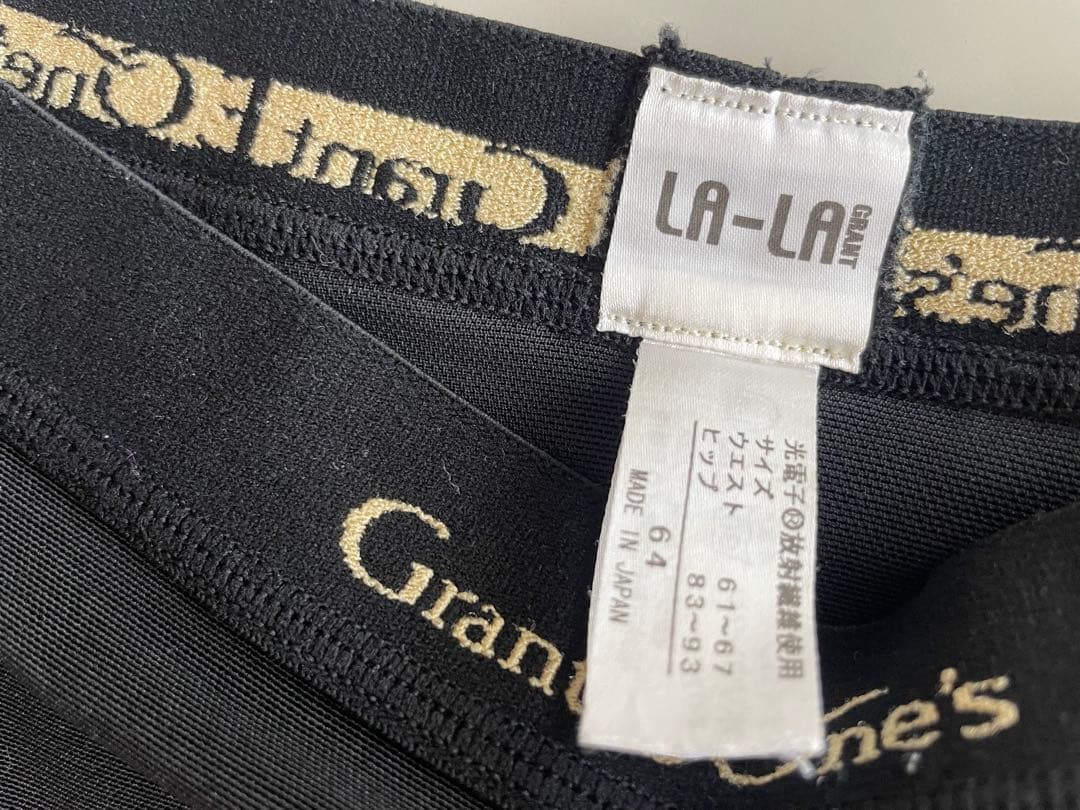 LA-LA
GRANT
光電子®放射繊維使用
サイズ
ウエスト 61~67
ヒップ 83~93
64
MADE IN JAPAN
Grant
One's